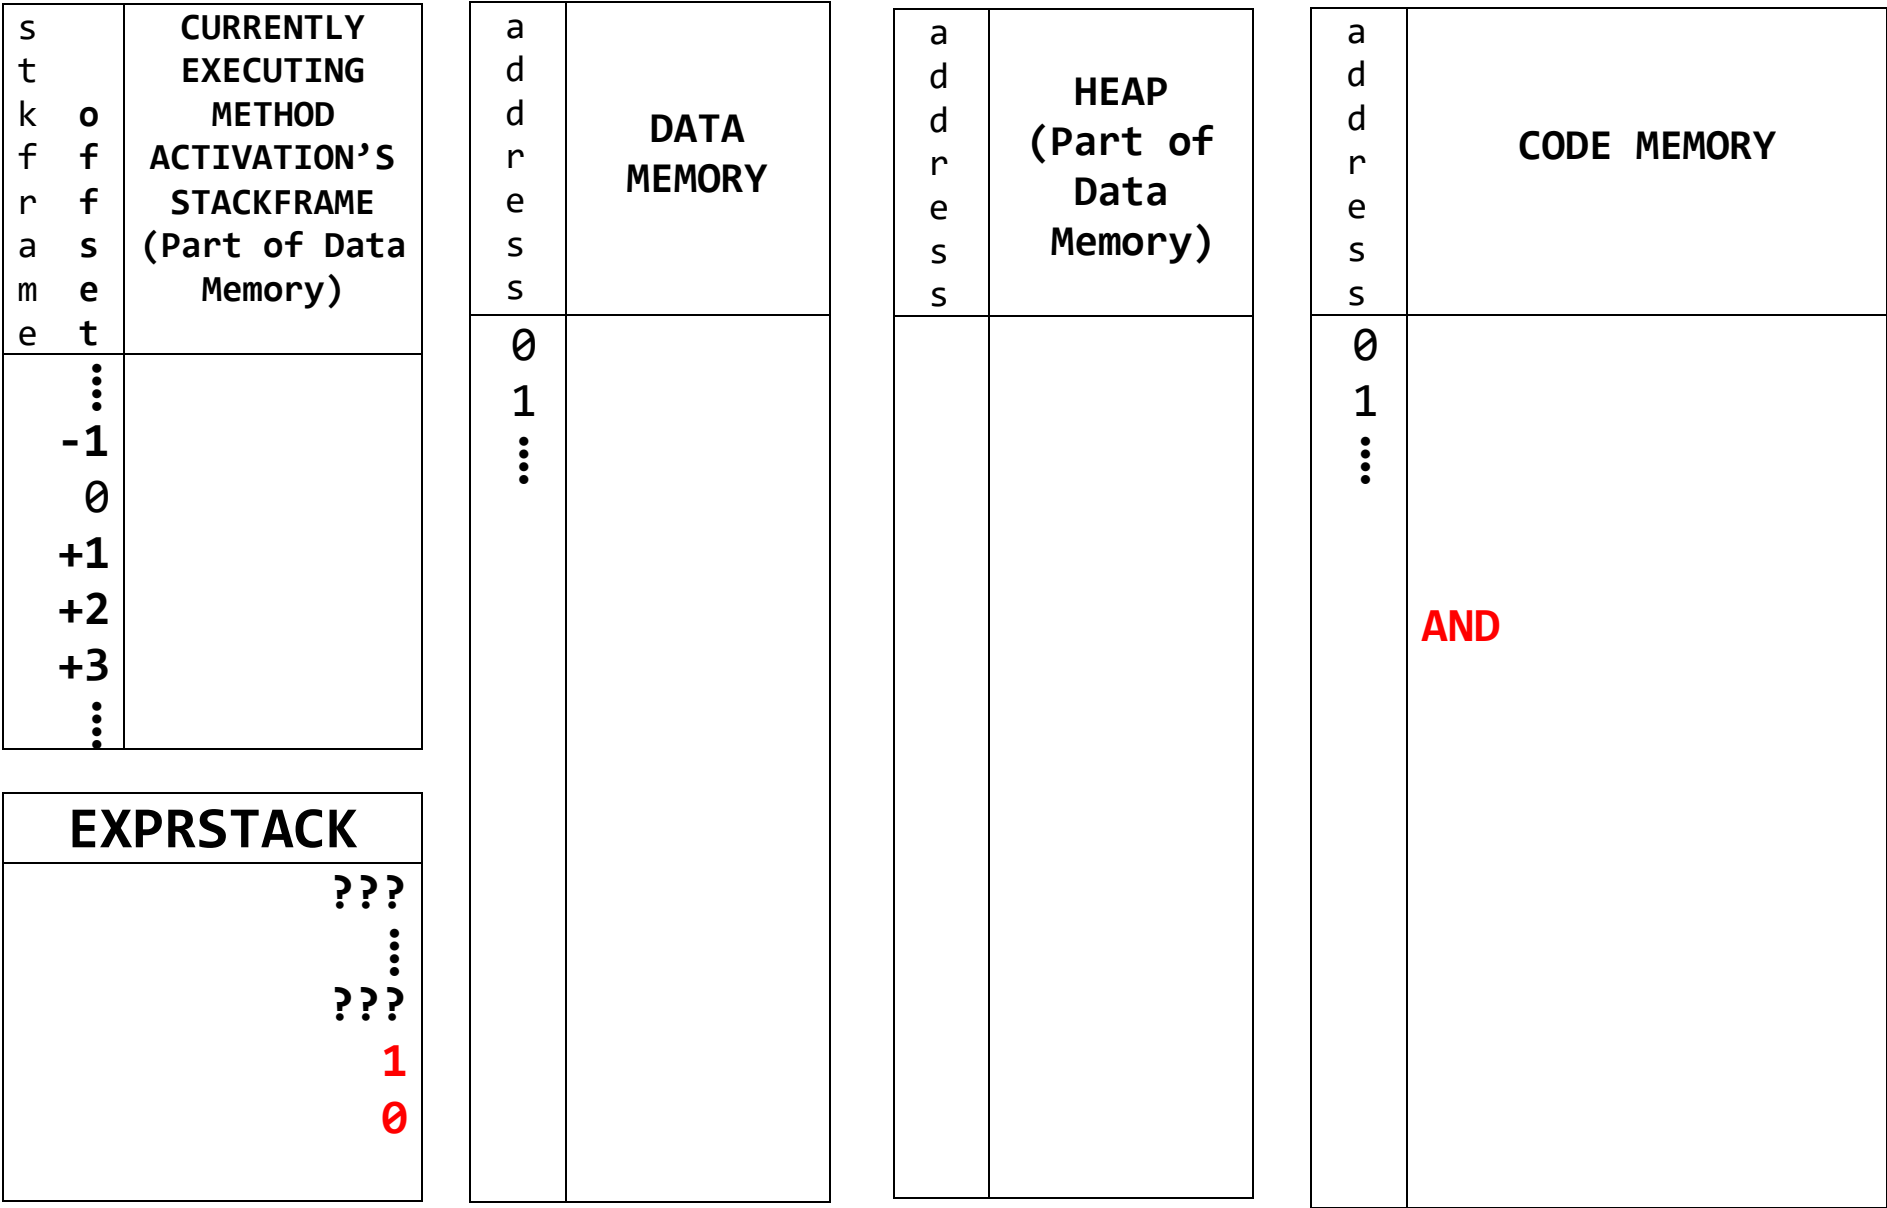 stkframe
offset
CURRENTLY
EXECUTING
METHOD
ACTIVATION’S
STACKFRAME
(Part of Data
Memory)
-1
0
+1
+2
+3
EXPRSTACK
???
???
1
0
address
DATA
MEMORY
0
1
address
HEAP
(Part of
Data
Memory)
address
CODE MEMORY
0
1
AND